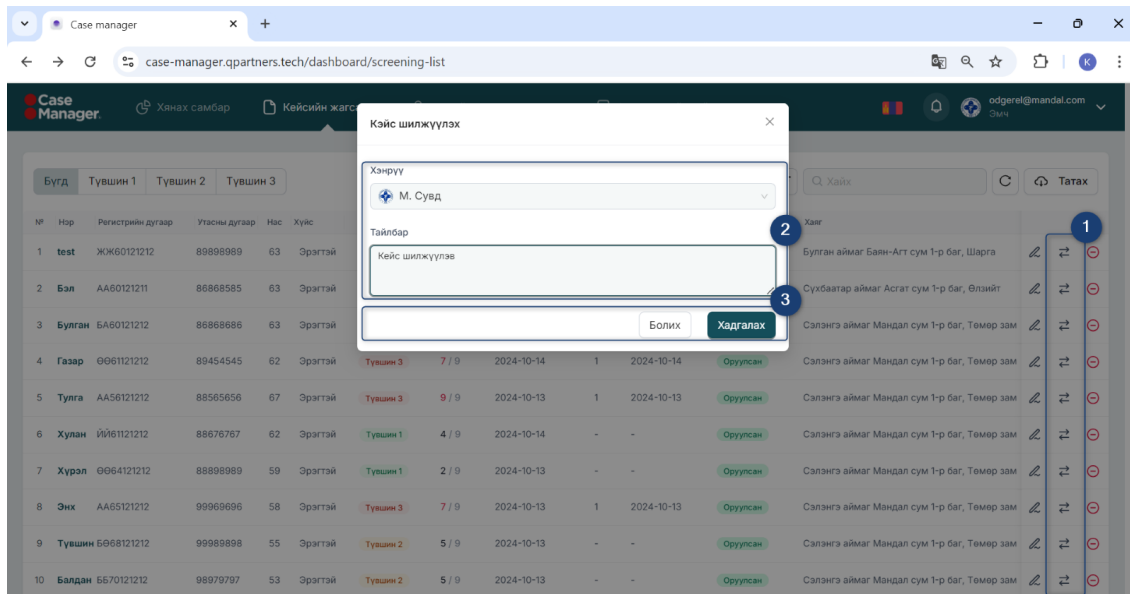 Case manager
case-manager.qpartners.tech/dashboard/screening-list
K
Case Manager.
Хянах самбар
Кейсийн жагса
odgerel@mandal.com
Эмч
Кэйс шилжүүлэх
Бүгд Түвшин 1 Түвшин 2 Түвшин 3
Хэнрүү
М. Сувд
Хайх
Татах
Тайлбар
Кейс шилжүүлэв
1
2
3
Болих Хадгалах
№ Нэр Регистрийн дугаар Утасны дугаар Нас Хүйс Хаяг
1 test ЖЖ60121212 89898989 63 Эрэгтэй Булган аймаг Баян-Агт сум 1-р баг, Шарга
2 Бэл АА60121211 86868585 63 Эрэгтэй Сүхбаатар аймаг Асгат сум 1-р баг, Өлзийт
3 Булган БА60121212 86868686 63 Эрэгтэй Сэлэнгэ аймаг Мандал сум 1-р баг, Төмөр зам
4 Газар ӨӨ61121212 89454545 62 Эрэгтэй Түвшин 3 7 / 9 2024-10-14 1 2024-10-14 Оруулсан Сэлэнгэ аймаг Мандал сум 1-р баг, Төмөр зам
5 Тулга АА56121212 88565656 67 Эрэгтэй Түвшин 3 9 / 9 2024-10-13 1 2024-10-13 Оруулсан Сэлэнгэ аймаг Мандал сум 1-р баг, Төмөр зам
6 Хулан ЙЙ61121212 88676767 62 Эрэгтэй Түвшин 1 4 / 9 2024-10-14 - - Оруулсан Сэлэнгэ аймаг Мандал сум 1-р баг, Төмөр зам
7 Хүрэл ӨӨ64121212 88898989 59 Эрэгтэй Түвшин 1 2 / 9 2024-10-13 - - Оруулсан Сэлэнгэ аймаг Мандал сум 1-р баг, Төмөр зам
8 Энх АА65121212 99969696 58 Эрэгтэй Түвшин 3 7 / 9 2024-10-13 1 2024-10-13 Оруулсан Сэлэнгэ аймаг Мандал сум 1-р баг, Төмөр зам
9 Түвшин БӨ68121212 99989898 55 Эрэгтэй Түвшин 2 5 / 9 2024-10-13 - - Оруулсан Сэлэнгэ аймаг Мандал сум 1-р баг, Төмөр зам
10 Балдан ББ70121212 98979797 53 Эрэгтэй Түвшин 2 5 / 9 2024-10-13 - - Оруулсан Сэлэнгэ аймаг Мандал сум 1-р баг, Төмөр зам